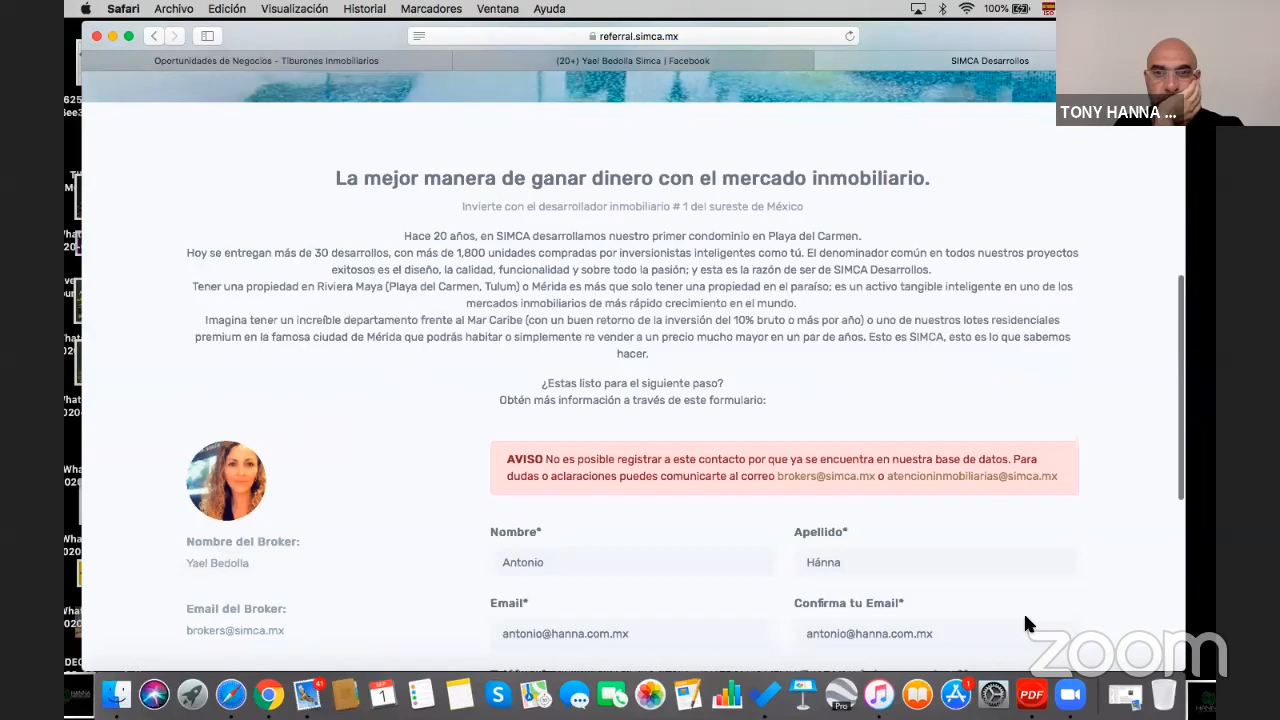 Safari Archivo Edición Visualización Historial Marcadores Ventana Ayuda
100%
referral.simca.mx
Oportunidades de Negocios - Tiburones Inmobiliarios
(20+) Yael Bedolla Simca | Facebook
SIMCA Desarrollos
TONY HANNA ...
La mejor manera de ganar dinero con el mercado inmobiliario.
Invierte con el desarrollador inmobiliario # 1 del sureste de México
Hace 20 años, en SIMCA desarrollamos nuestro primer condominio en Playa del Carmen.
Hoy se entregan más de 30 desarrollos, con más de 1,800 unidades compradas por inversionistas inteligentes como tú. El denominador común en todos nuestros proyectos
exitosos es el diseño, la calidad, funcionalidad y sobre todo la pasión; y esta es la razón de ser de SIMCA Desarrollos.
Tener una propiedad en Riviera Maya (Playa del Carmen, Tulum) o Mérida es más que solo tener una propiedad en el paraíso; es un activo tangible inteligente en uno de los
mercados inmobiliarios de más rápido crecimiento en el mundo.
Imagina tener un increíble departamento frente al Mar Caribe (con un buen retorno de la inversión del 10% bruto o más por año) o uno de nuestros lotes residenciales
premium en la famosa ciudad de Mérida que podrás habitar o simplemente re vender a un precio mucho mayor en un par de años. Esto es SIMCA, esto es lo que sabemos
hacer.
¿Estas listo para el siguiente paso?
Obtén más información a través de este formulario:
AVISO No es posible registrar a este contacto por que ya se encuentra en nuestra base de datos. Para
dudas o aclaraciones puedes comunicarte al correo brokers@simca.mx o atencioninmobiliarias@simca.mx
Nombre* Apellido*
Antonio Hánna
Nombre del Broker:
Yael Bedolla
Email* Confirma tu Email*
Email del Broker:
brokers@simca.mx
antonio@hanna.com.mx antonio@hanna.com.mx
zoom
41
SEP
1
Pro
1
PDF